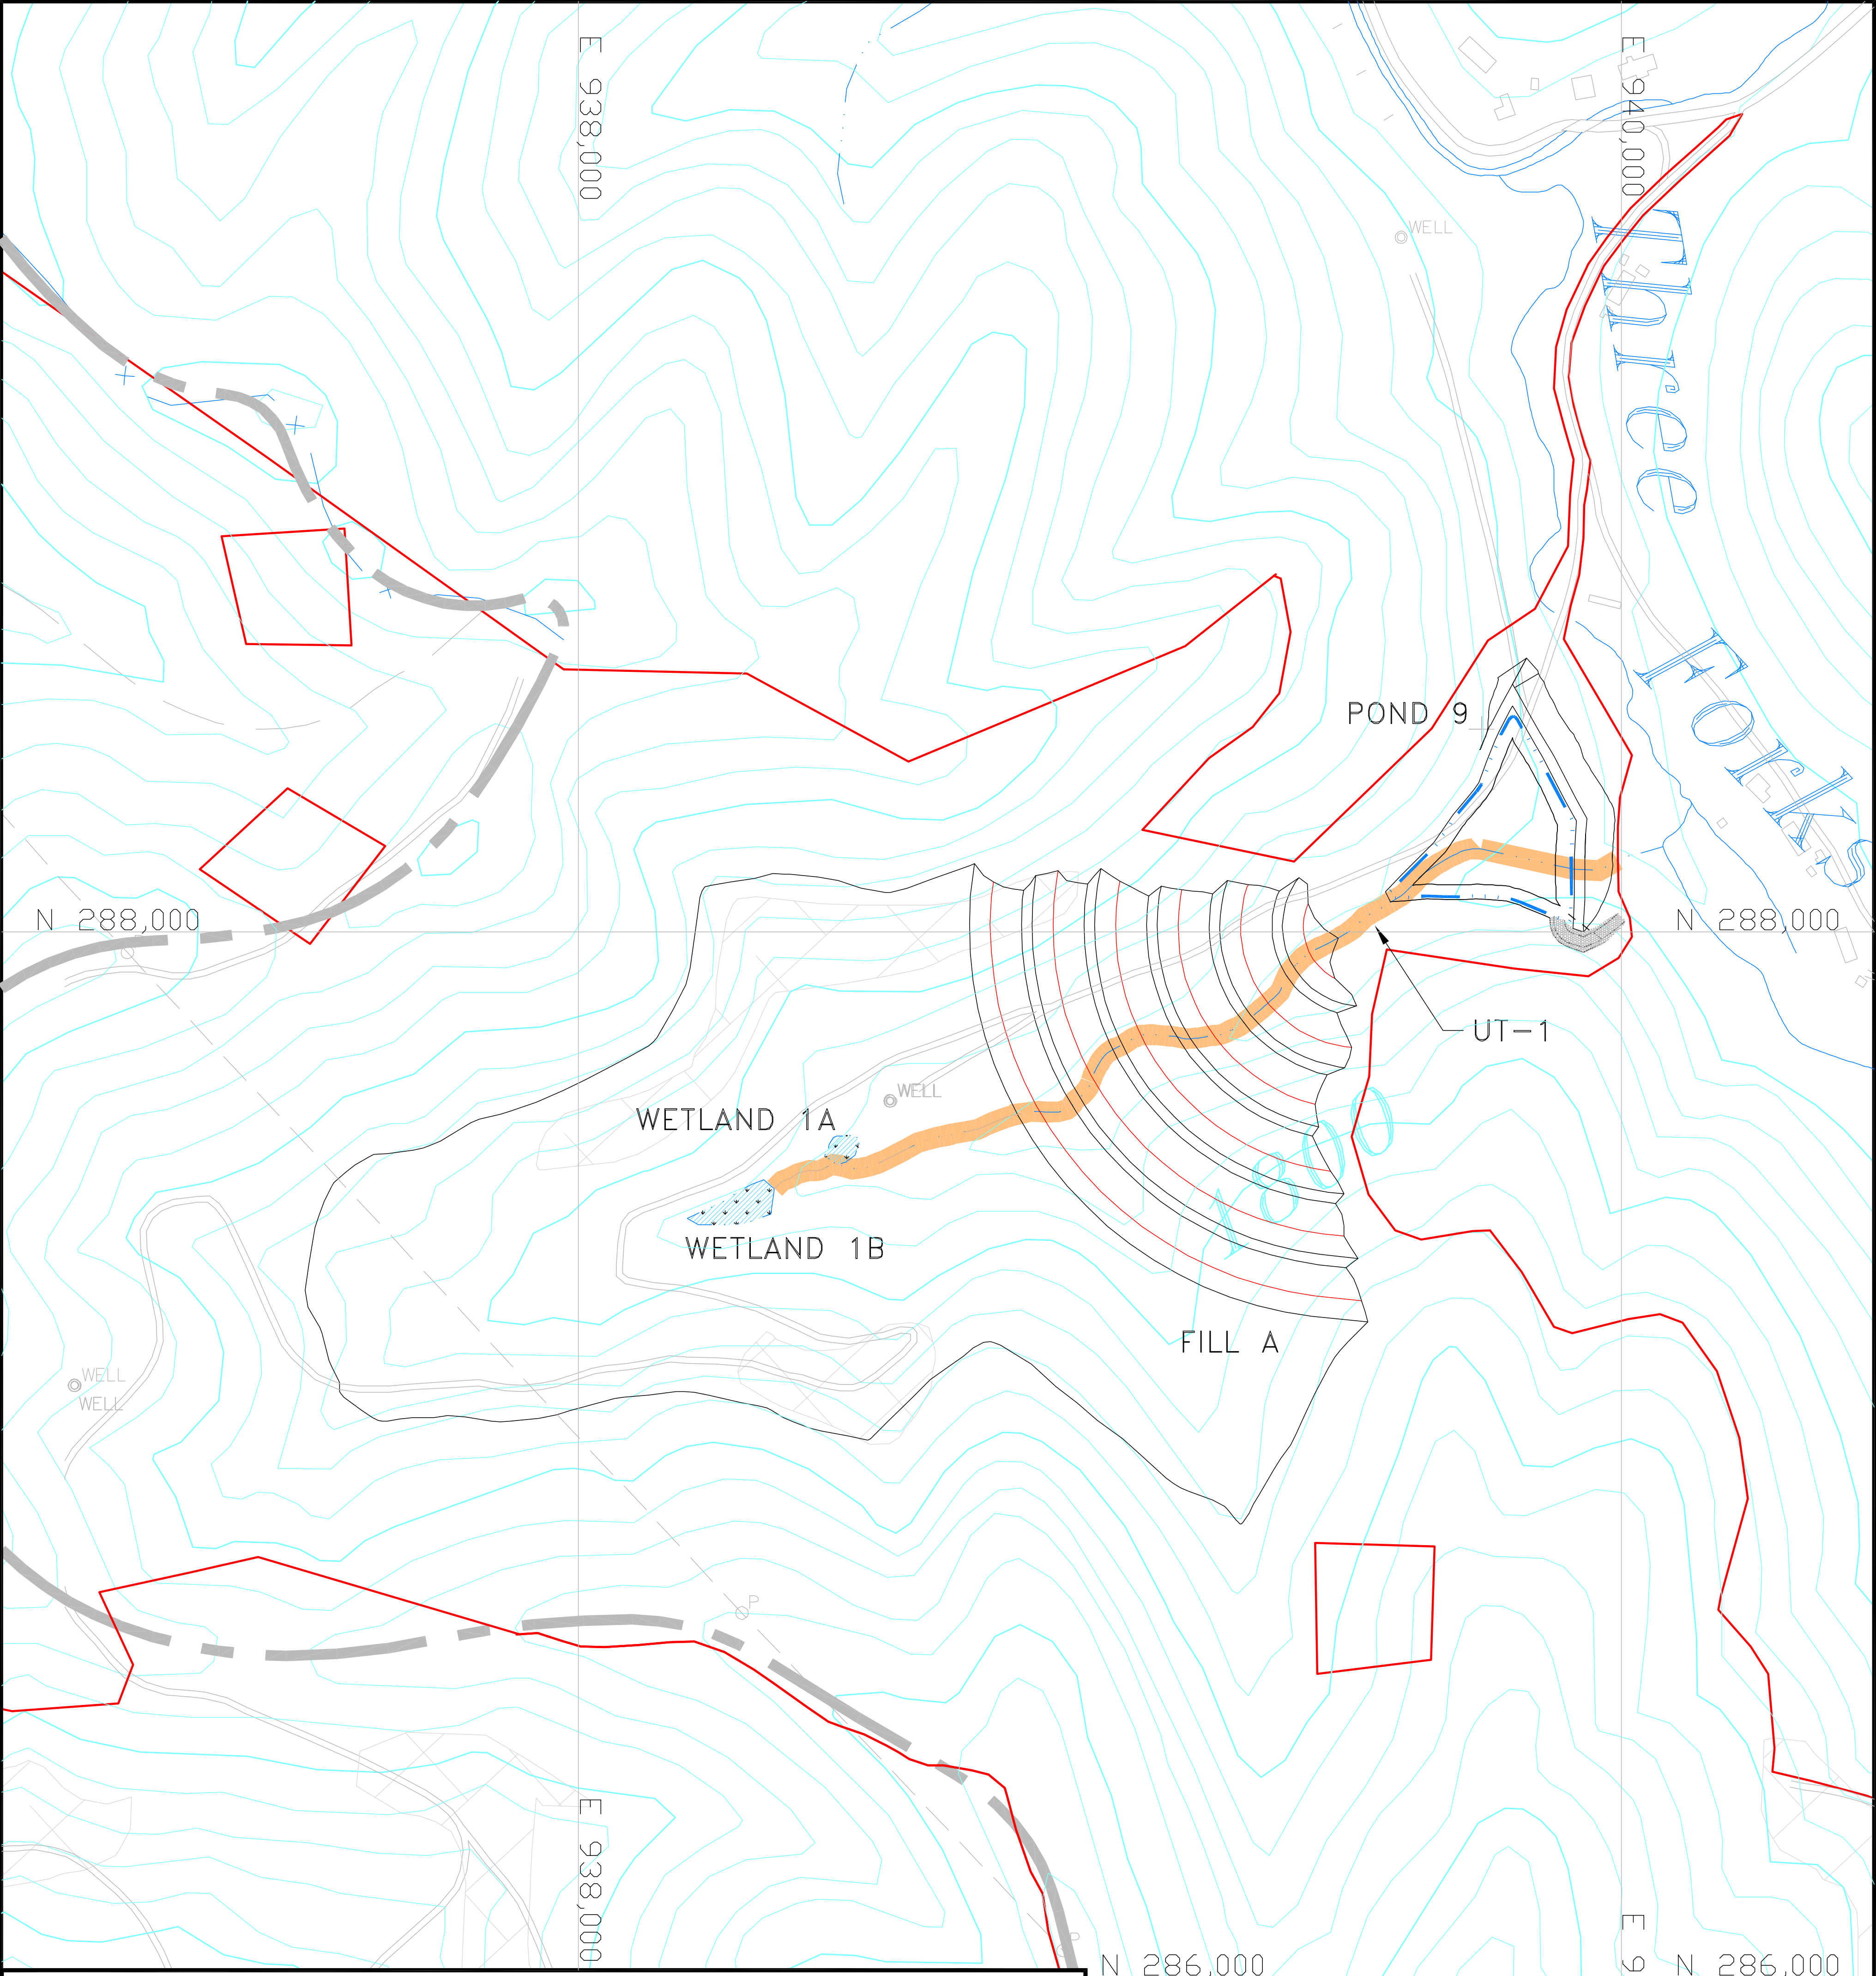 E 938,000
E 940,000
WELL
Three Forks
POND 9
N 288,000
N 288,000
UT-1
WELL
WETLAND 1A
1800
WETLAND 1B
FILL A
WELL
WELL
P
E 938,000
E 9
P
N 286,000
N 286,000